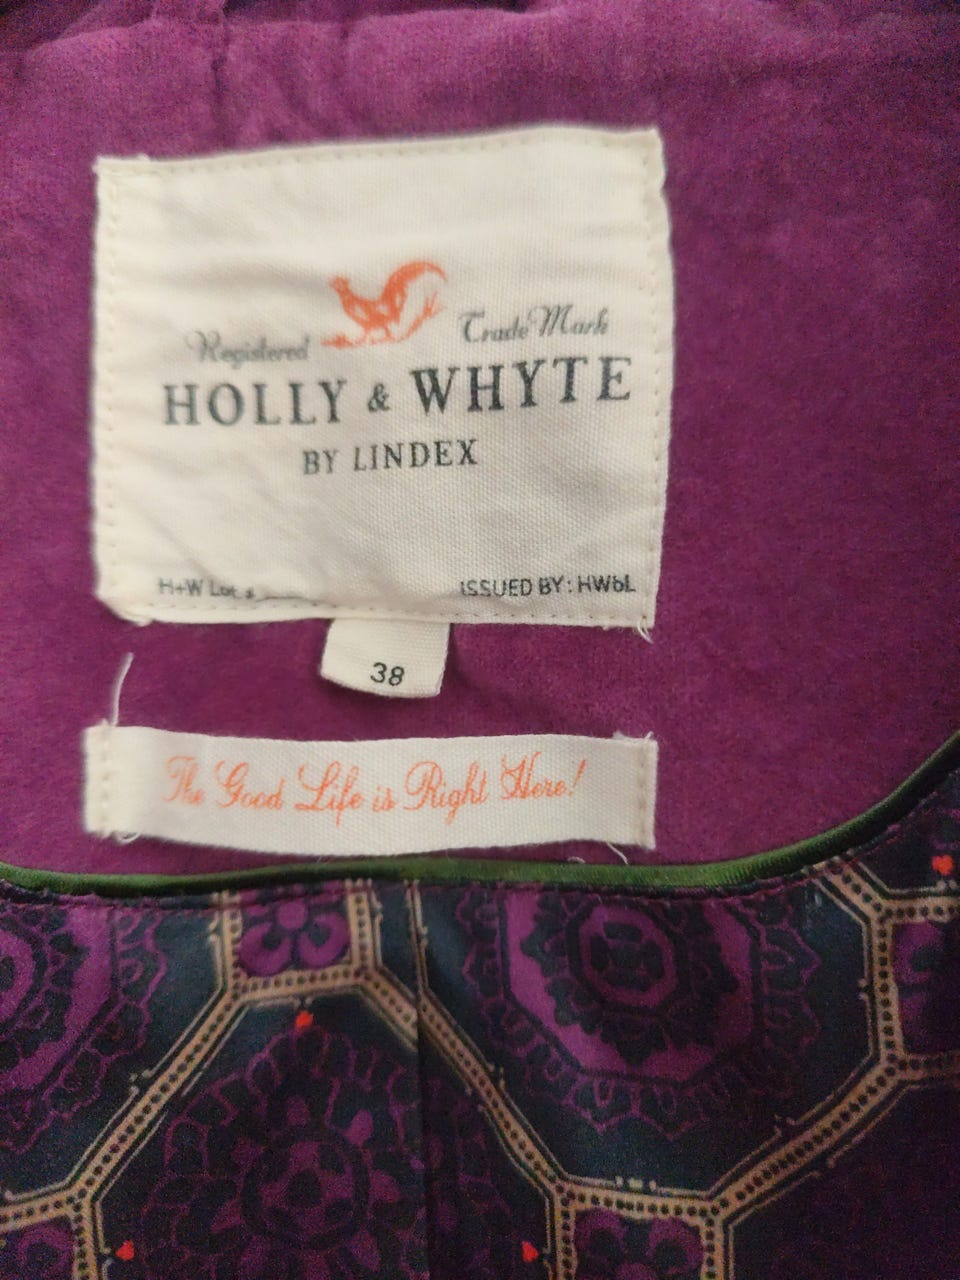 Registered Trade Mark
HOLLY & WHYTE
BY LINDEX
H+W Lot. ISSUED BY: HWbL
38
The Good Life is Right Here!